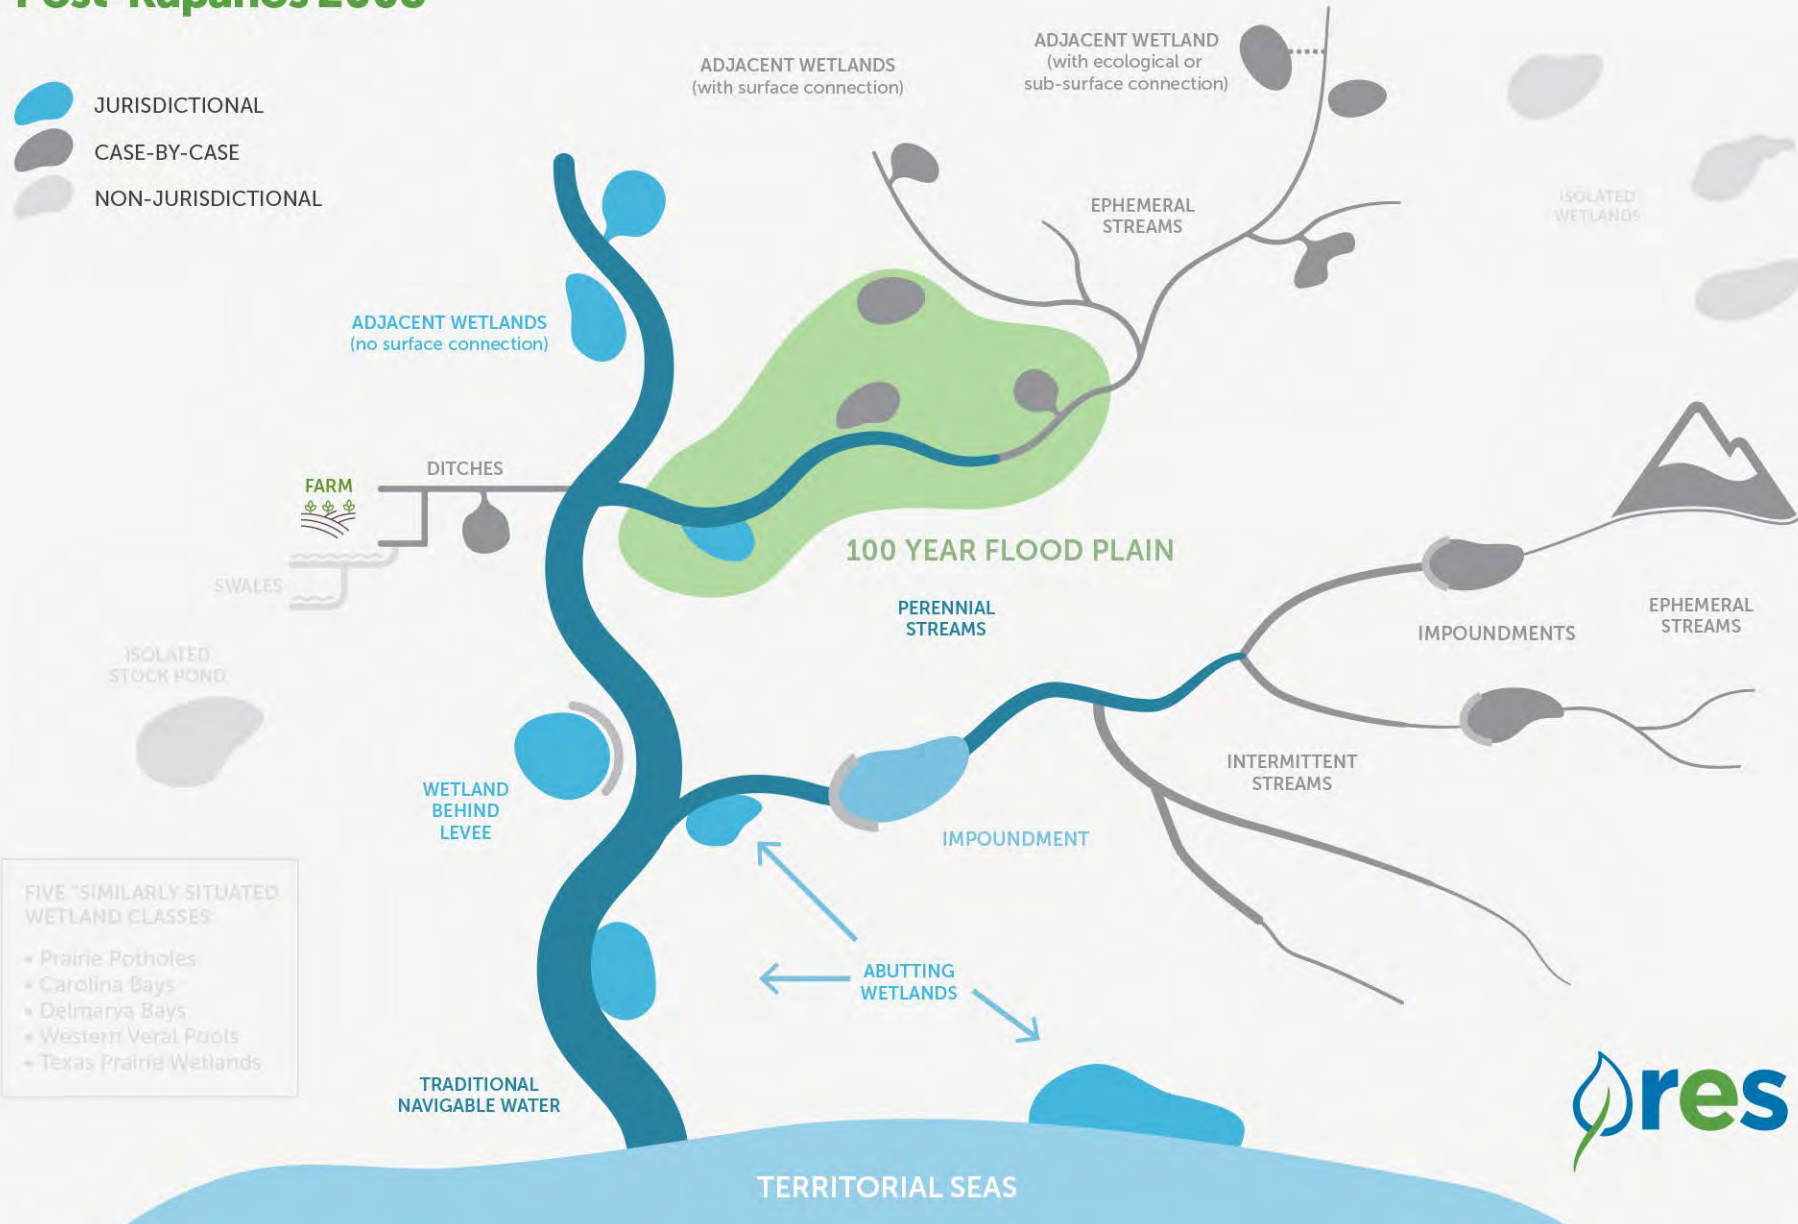 Post-Rapanos 2006
JURISDICTIONAL
CASE-BY-CASE
NON-JURISDICTIONAL
ADJACENT WETLANDS
(with surface connection)
ADJACENT WETLAND
(with ecological or
sub-surface connection)
EPHEMERAL
STREAMS
ISOLATED
WETLANDS
ADJACENT WETLANDS
(no surface connection)
DITCHES
FARM
SWALES
100 YEAR FLOOD PLAIN
PERENNIAL
STREAMS
IMPOUNDMENTS
EPHEMERAL
STREAMS
ISOLATED
STOCK POND
WETLAND
BEHIND
LEVEE
IMPOUNDMENT
INTERMITTENT
STREAMS
FIVE "SIMILARLY SITUATED
WETLAND CLASSES:
• Prairie Potholes
• Carolina Bays
• Delmarva Bays
• Western Veral Pools
• Texas Prairie Wetlands
ABUTTING
WETLANDS
TRADITIONAL
NAVIGABLE WATER
TERRITORIAL SEAS
res